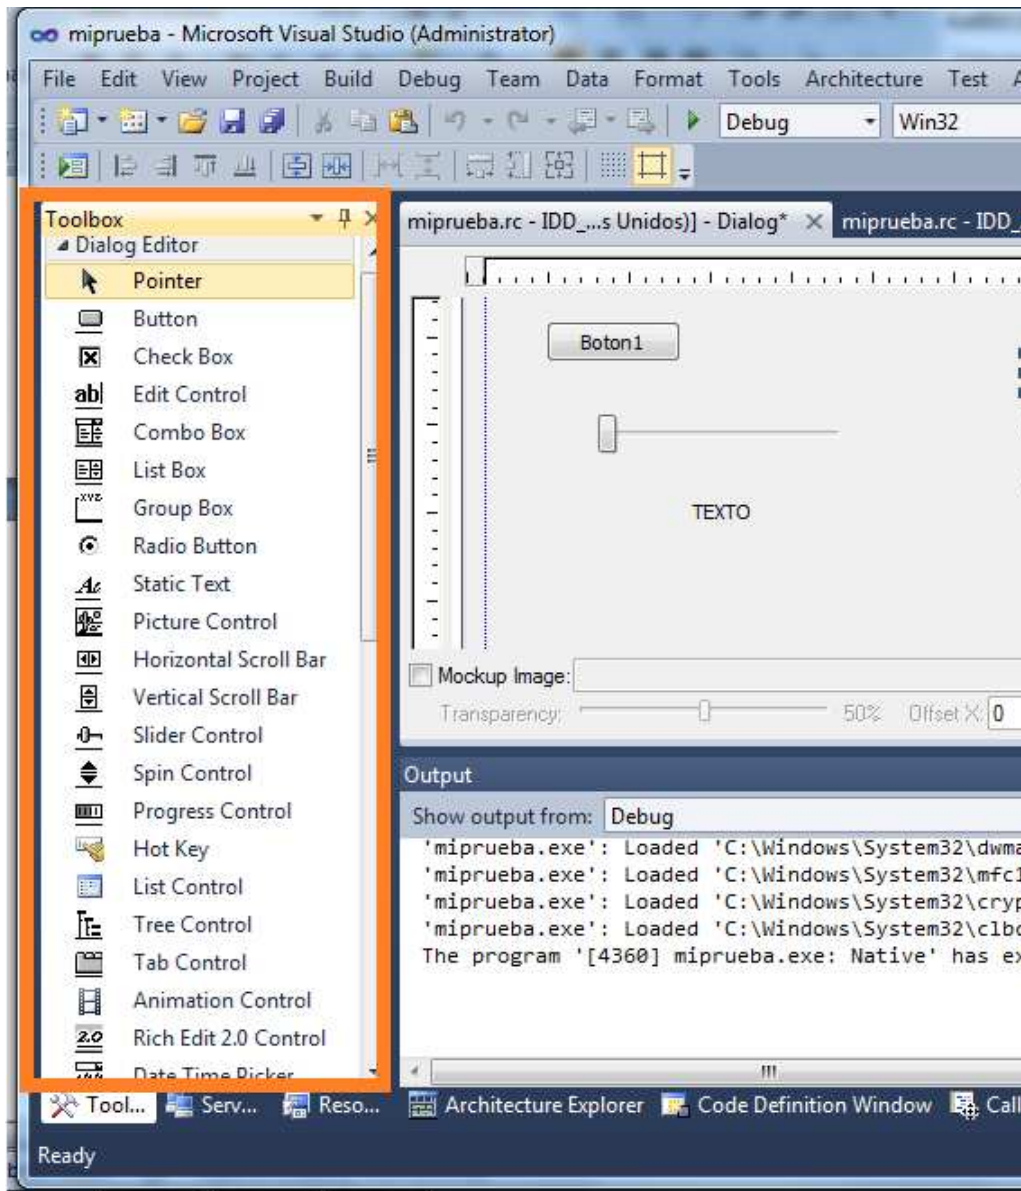 miprueba - Microsoft Visual Studio (Administrator)
File Edit View Project Build Debug Team Data Format Tools Architecture Test
Debug Win32
Toolbox
Dialog Editor
Pointer
Button
Check Box
Edit Control
Combo Box
List Box
Group Box
Radio Button
Static Text
Picture Control
Horizontal Scroll Bar
Vertical Scroll Bar
Slider Control
Spin Control
Progress Control
Hot Key
List Control
Tree Control
Tab Control
Animation Control
Rich Edit 2.0 Control
Date Time Picker
miprueba.rc - IDD_...s Unidos)] - Dialog* miprueba.rc - IDD_
Boton1
TEXTO
Mockup Image:
Transparency: 50% Offset X: 0
Output
Show output from: Debug
'miprueba.exe': Loaded 'C:\Windows\System32\dwma
'miprueba.exe': Loaded 'C:\Windows\System32\mfc1
'miprueba.exe': Loaded 'C:\Windows\System32\cryp
'miprueba.exe': Loaded 'C:\Windows\System32\clbc
The program '[4360] miprueba.exe: Native' has ex
Tool... Serv... Reso... Architecture Explorer Code Definition Window Call
Ready